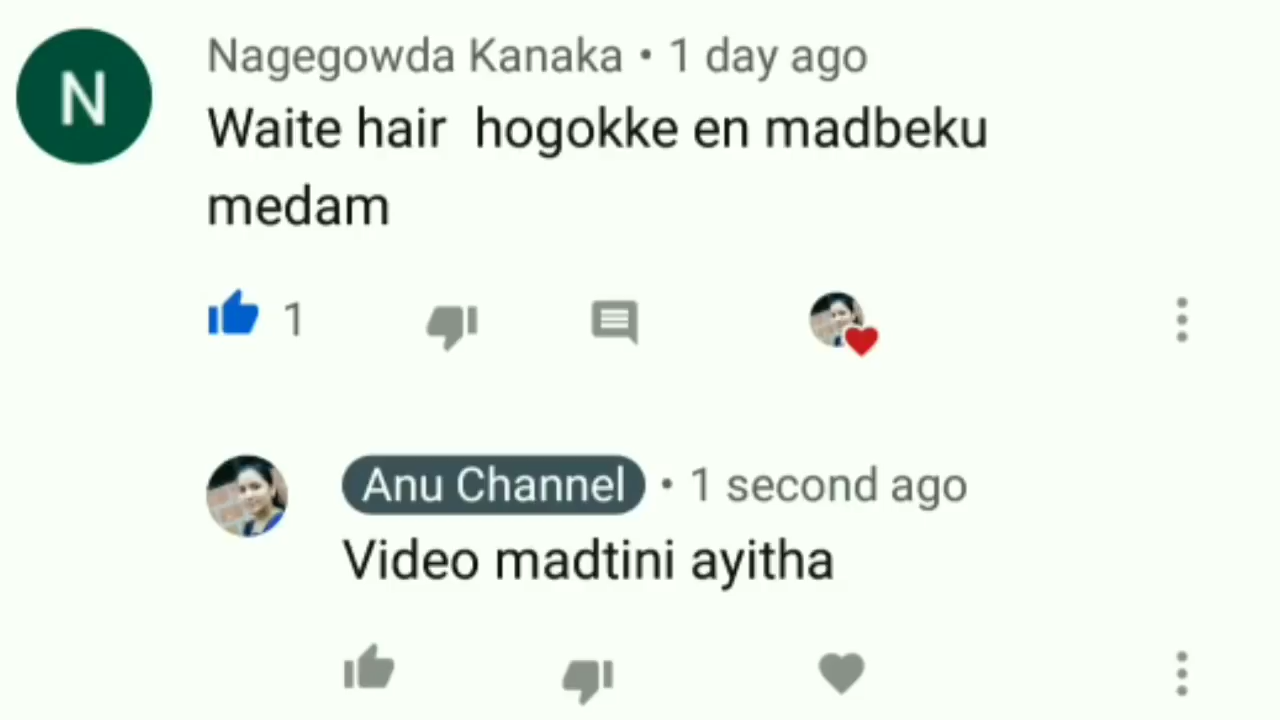 N
Nagegowda Kanaka • 1 day ago
Waite hair hogokke en madbeku
medam
1
Anu Channel • 1 second ago
Video madtini ayitha